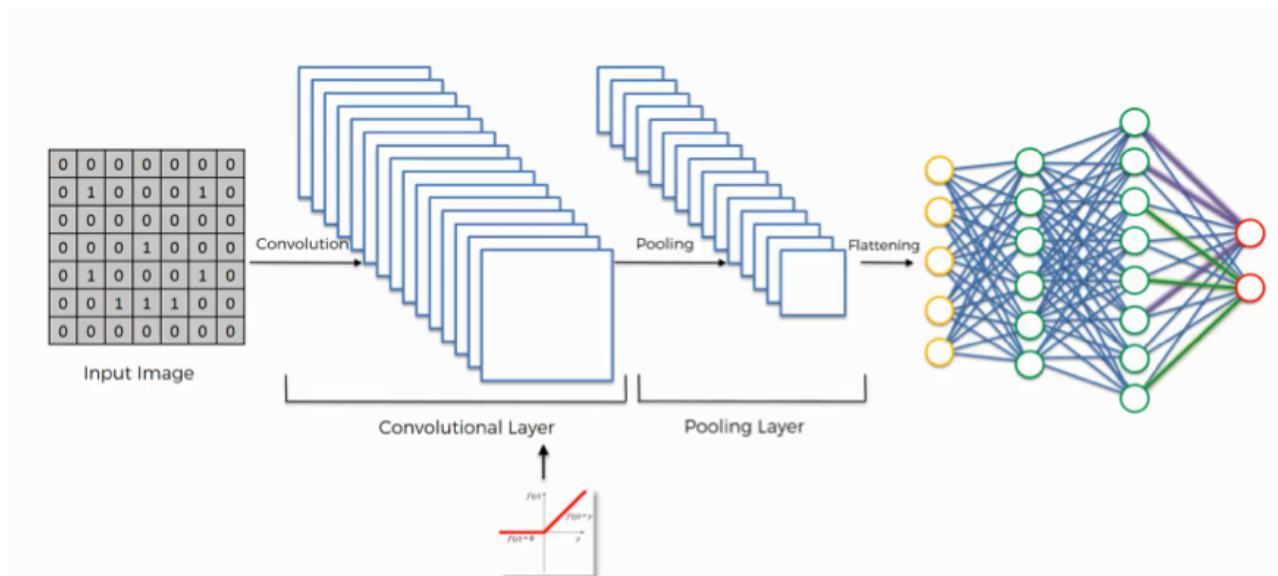 0 0 0 0 0 0 0
0 1 0 0 0 1 0
0 0 0 0 0 0 0
0 0 0 1 0 0 0
0 1 0 0 0 1 0
0 0 1 1 1 0 0
0 0 0 0 0 0 0
Input Image
Convolution
Pooling
Flattening
Convolutional Layer
Pooling Layer
f(y)
f(y)=y
y